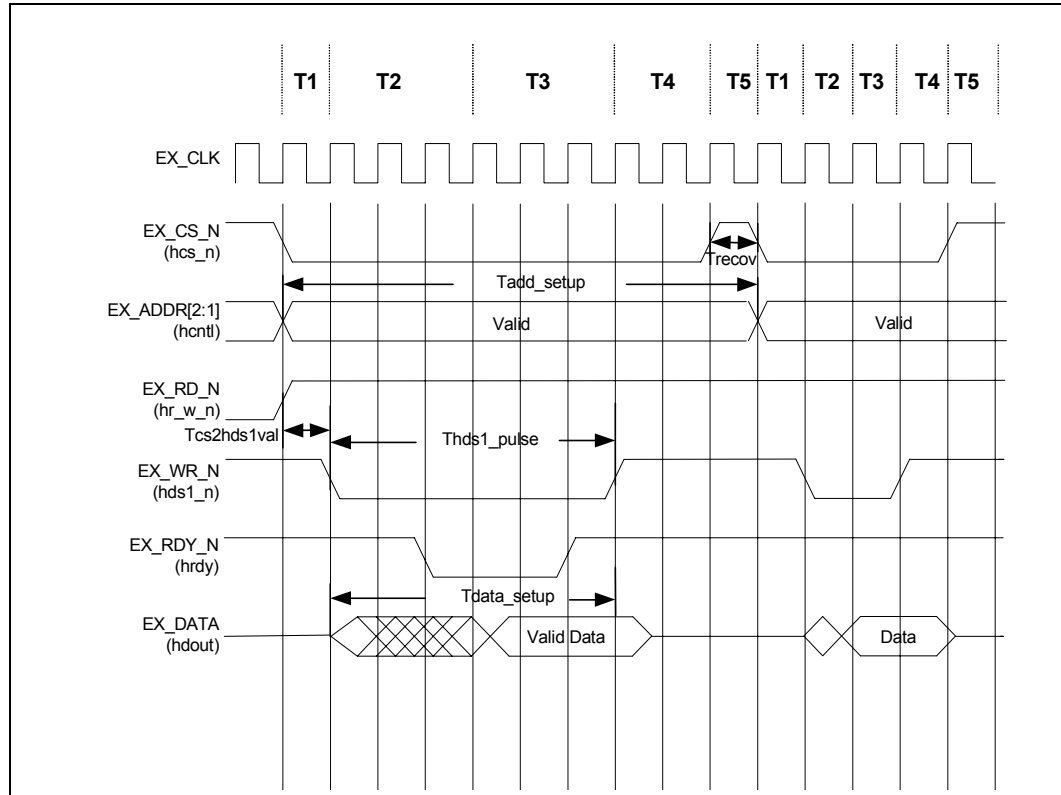 T1 T2 T3 T4 T5 T1 T2 T3 T4 T5
EX_CLK
EX_CS_N
(hcs_n)
Trecov
Tadd_setup
EX_ADDR[2:1]
(hcntl)
Valid Valid
EX_RD_N
(hr_w_n)
Tcs2hds1val Thds1_pulse
EX_WR_N
(hds1_n)
EX_RDY_N
(hrdy)
Tdata_setup
EX_DATA
(hdout)
Valid Data Data